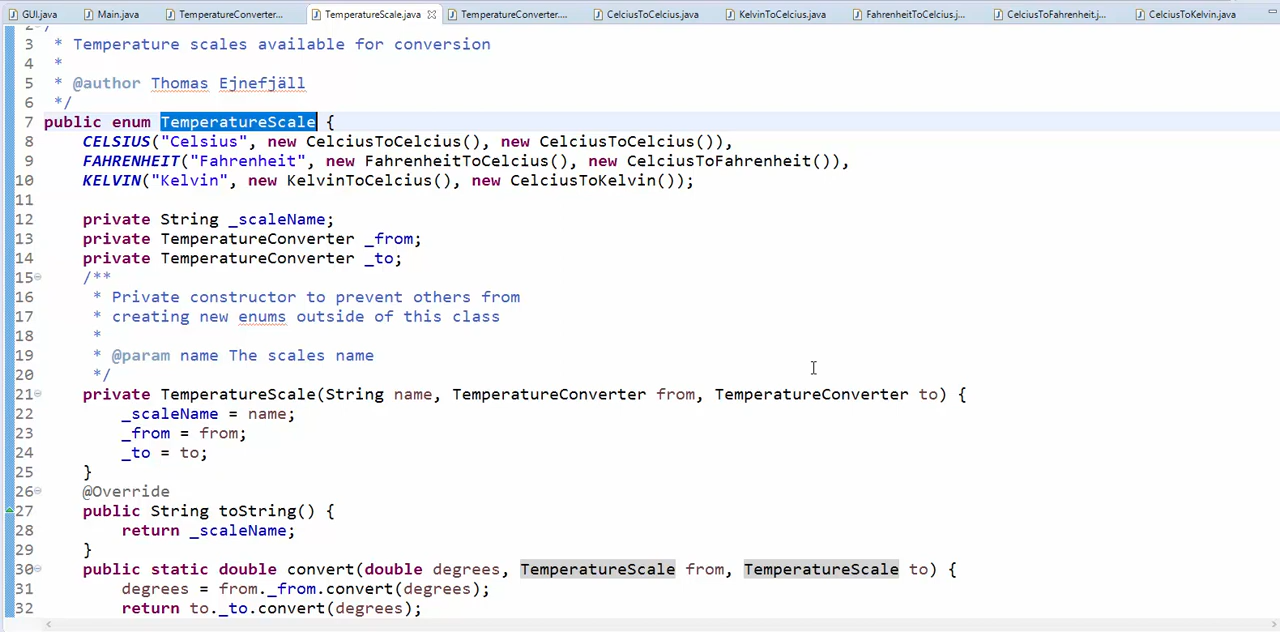 GUI.java Main.java TemperatureConverter... TemperatureScale.java TemperatureConverter.... CelciusToCelcius.java KelvinToCelcius.java FahrenheitToCelcius.j... CelciusToFahrenheit.j... CelciusToKelvin.java
3 * Temperature scales available for conversion
4 *
5 * @author Thomas Ejnefjäll
6 */
7 public enum TemperatureScale {
8 CELSIUS("Celsius", new CelciusToCelcius(), new CelciusToCelcius()),
9 FAHRENHEIT("Fahrenheit", new FahrenheitToCelcius(), new CelciusToFahrenheit()),
10 KELVIN("Kelvin", new KelvinToCelcius(), new CelciusToKelvin());
11
12 private String _scaleName;
13 private TemperatureConverter _from;
14 private TemperatureConverter _to;
15 /**
16 * Private constructor to prevent others from
17 * creating new enums outside of this class
18 *
19 * @param name The scales name
20 */
21 private TemperatureScale(String name, TemperatureConverter from, TemperatureConverter to) {
22 _scaleName = name;
23 _from = from;
24 _to = to;
25 }
26 @Override
27 public String toString() {
28 return _scaleName;
29 }
30 public static double convert(double degrees, TemperatureScale from, TemperatureScale to) {
31 degrees = from._from.convert(degrees);
32 return to._to.convert(degrees);